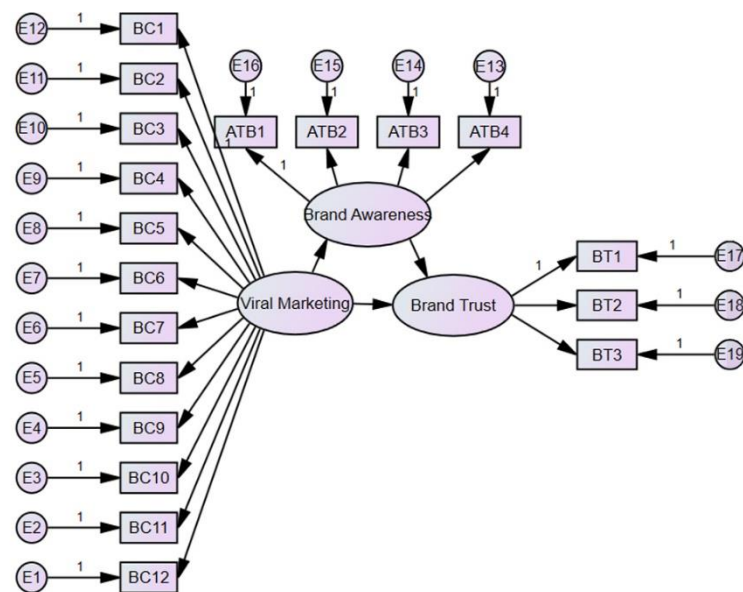 E12 1 BC1
E11 1 BC2
E10 1 BC3
E9 1 BC4
E8 1 BC5
E7 1 BC6
E6 1 BC7
E5 1 BC8
E4 1 BC9
E3 1 BC10
E2 1 BC11
E1 1 BC12
1
Viral Marketing
E16 E15 E14 E13
1 1 1 1
ATB1 ATB2 ATB3 ATB4
1
Brand Awareness
Brand Trust
1 BT1 1 E17
BT2 1 E18
BT3 1 E19